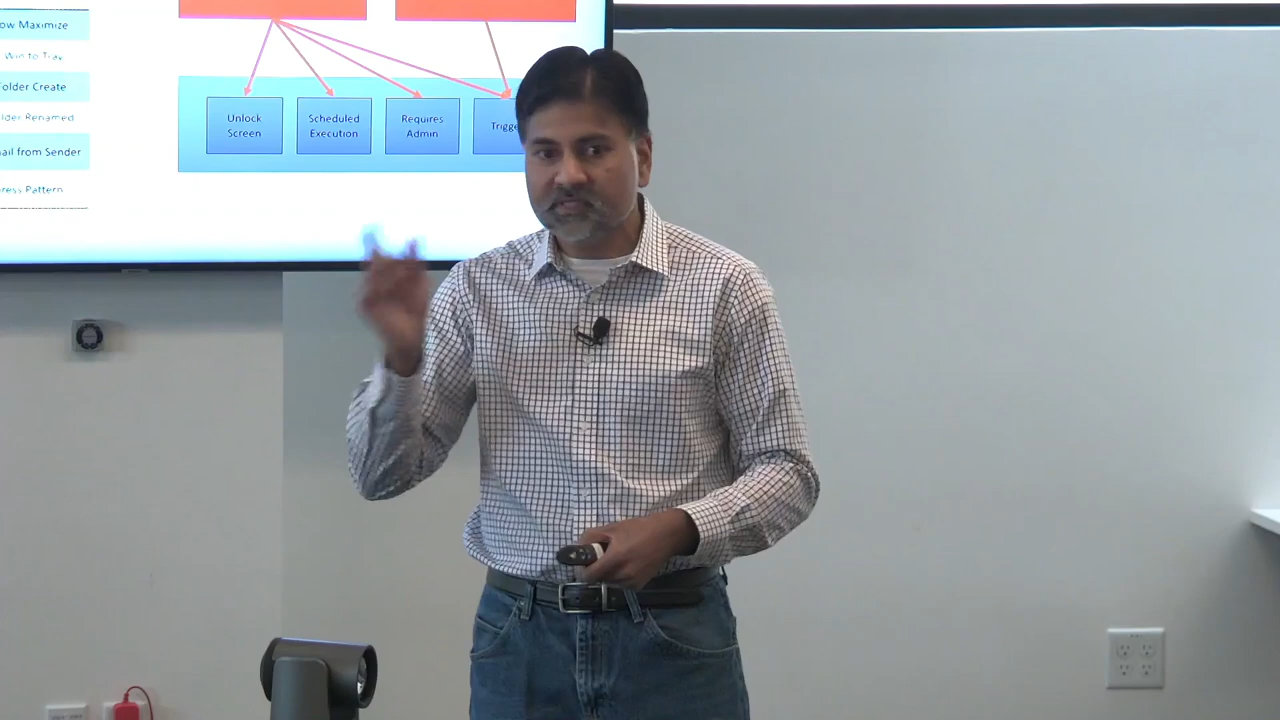 ow Maximize
Win to Tray
Folder Create
lder Renamed
ail from Sender
ress Pattern
Unlock
Screen
Scheduled
Execution
Requires
Admin
Trigge